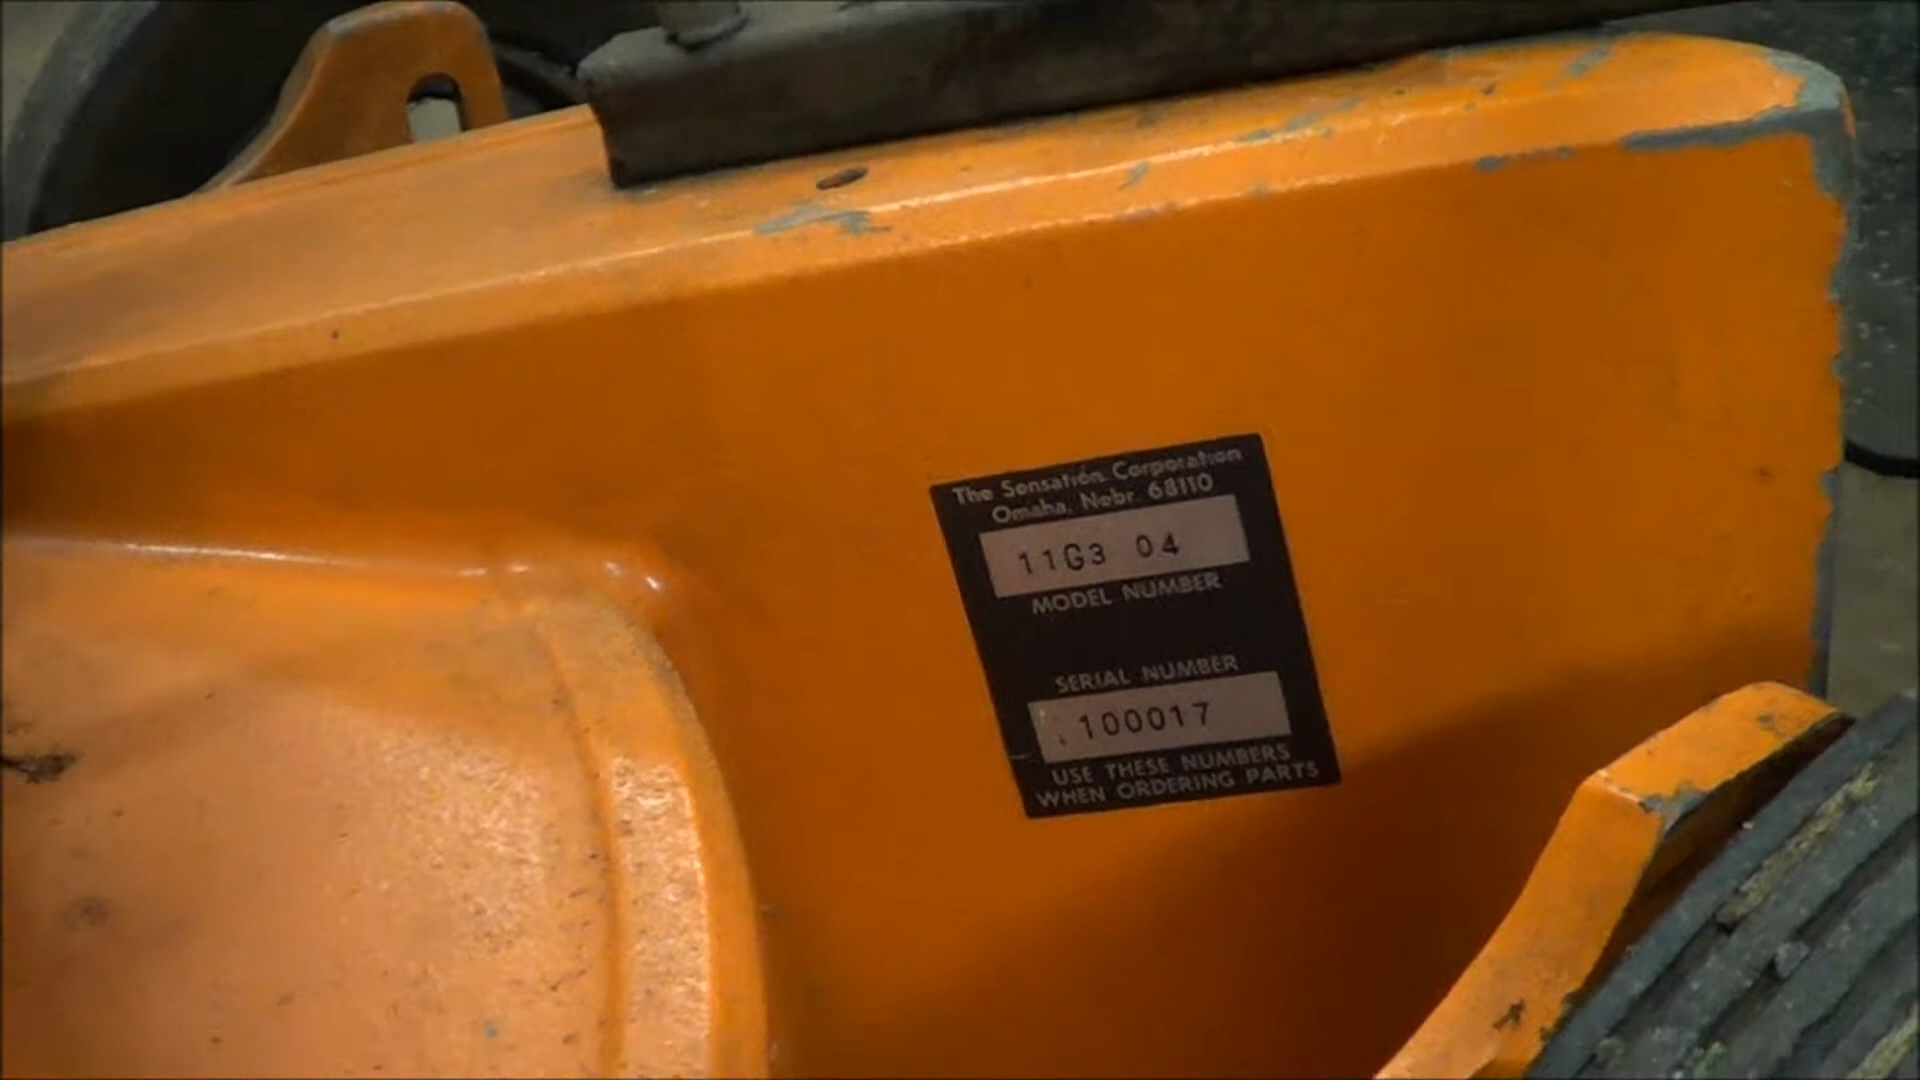 The Sensation Corporation
Omaha, Nebr. 68110
11G3 04
MODEL NUMBER
SERIAL NUMBER
100017
USE THESE NUMBERS
WHEN ORDERING PARTS